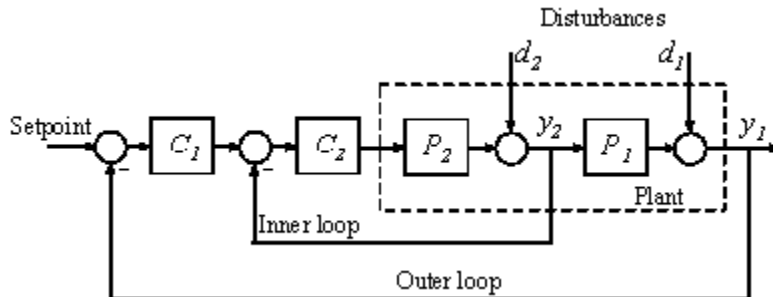 Disturbances
d2 d1
Setpoint C1 C2 P2 y2 P1 y1
Plant
Inner loop
Outer loop